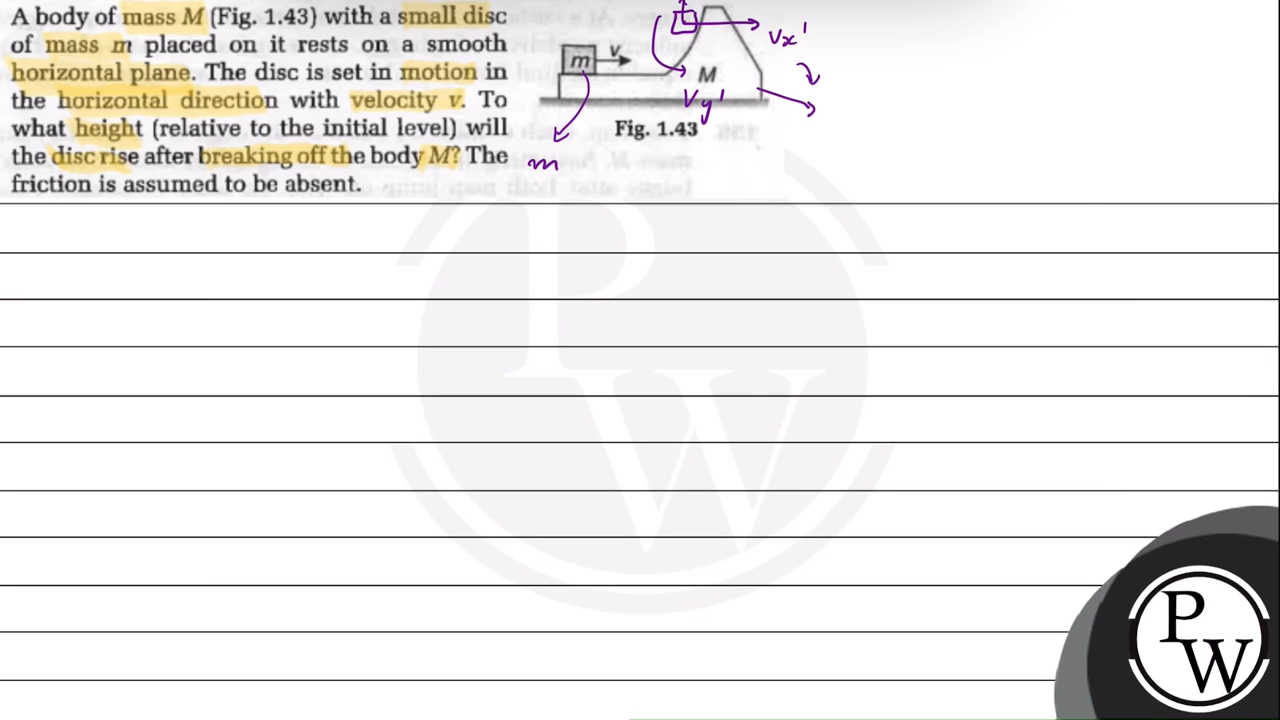 A body of mass M (Fig. 1.43) with a small disc
of mass m placed on it rests on a smooth
horizontal plane. The disc is set in motion in
the horizontal direction with velocity v. To
what height (relative to the initial level) will
the disc rise after breaking off the body M? The
friction is assumed to be absent.
Vx'
m v
M
Vy'
Fig. 1.43
m
P
W
P
W